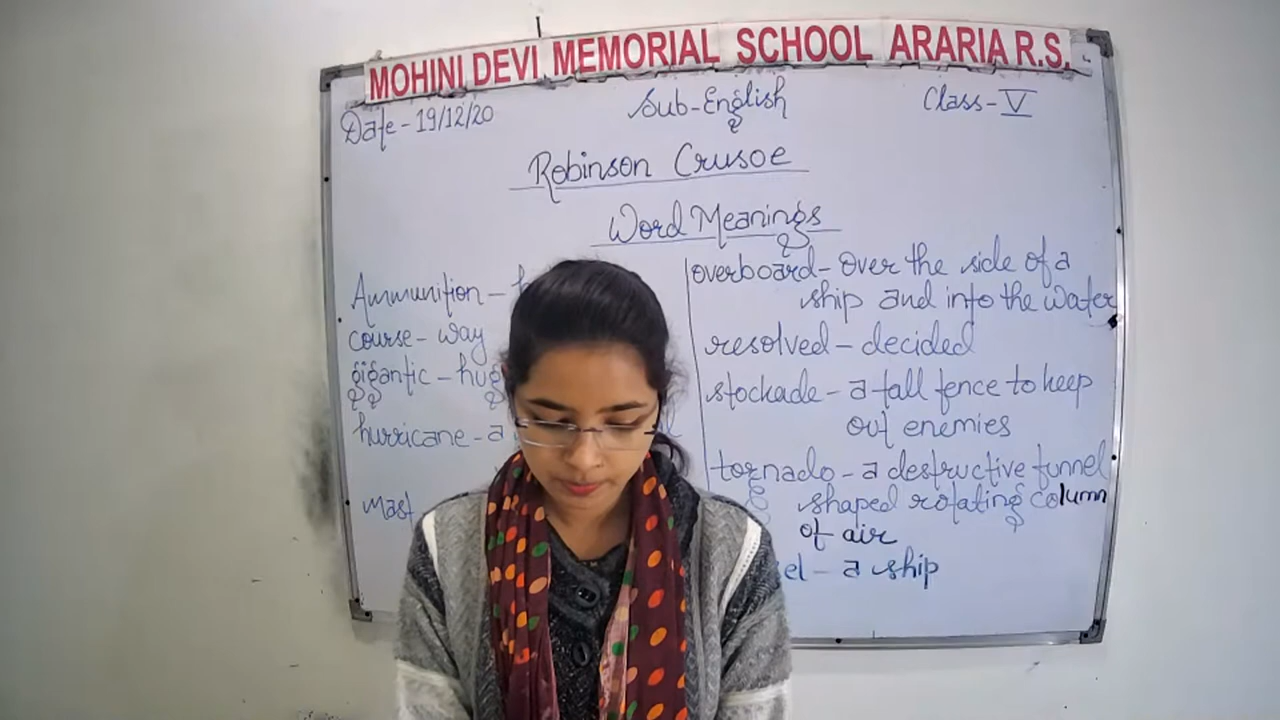 MOHINI DEVI MEMORIAL SCHOOL ARARIA R.S.
Date - 19/12/20 Sub-English Class-V
Robinson Crusoe
Word Meanings
Ammunition -
course - way
gigantic -
hurricane - a
Mast
overboard - over the side of a
ship and into the water
resolved - decided
stockade - a tall fence to keep
out enemies
tornado - a destructive funnel
shaped rotating column
of air
el - a ship